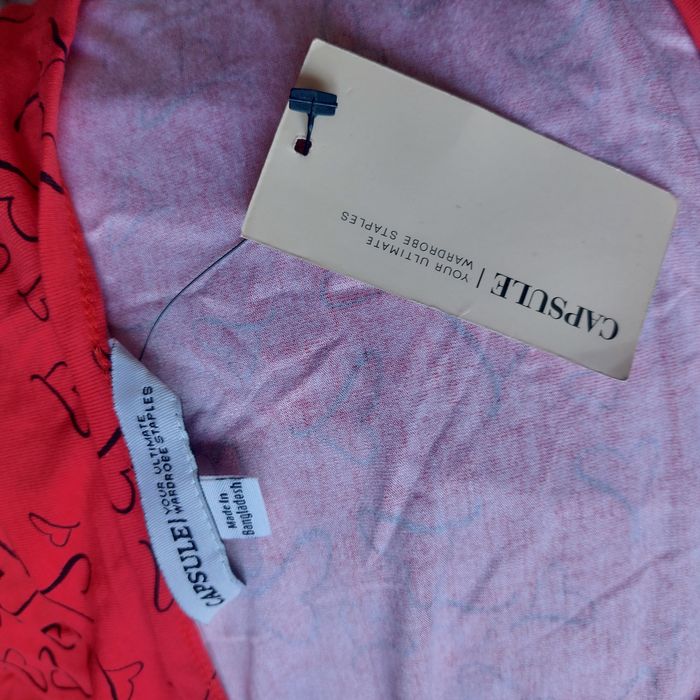 CAPSULE | YOUR ULTIMATE
WARDROBE STAPLES
CAPSULE | YOUR ULTIMATE
WARDROBE STAPLES
Made In
Bangladesh